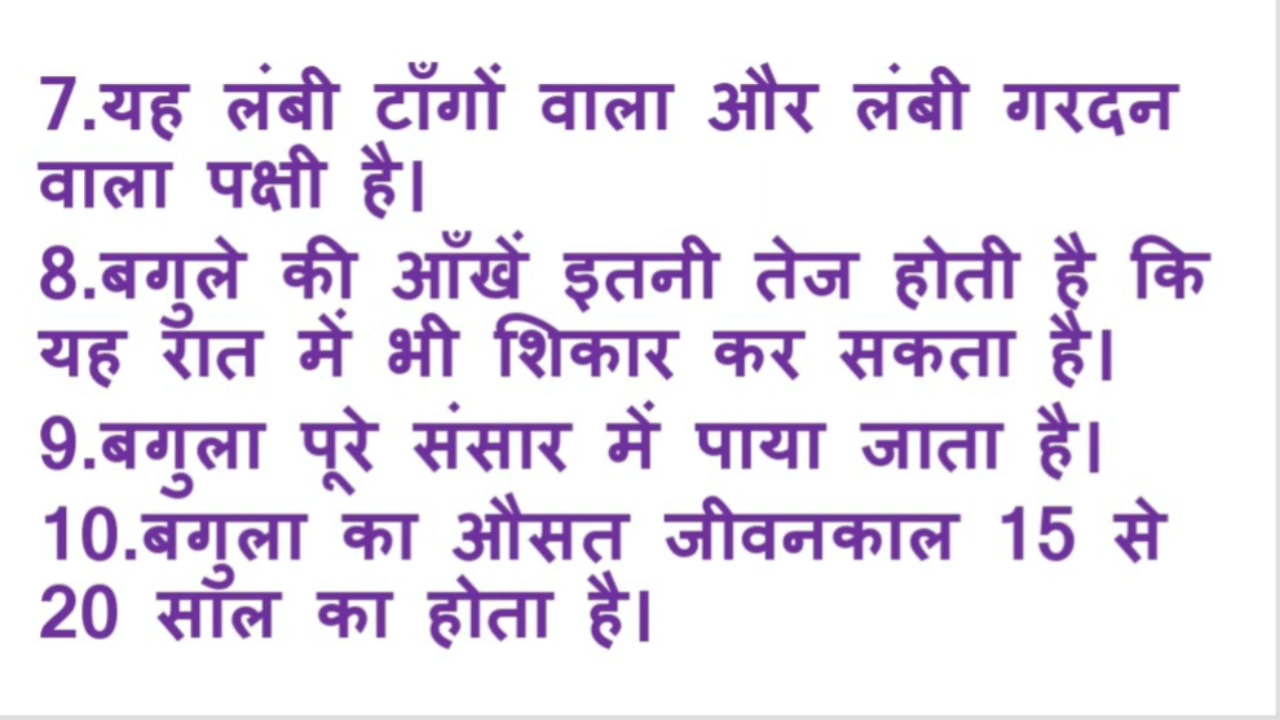 7.यह लंबी टाँगों वाला और लंबी गरदन
वाला पक्षी है।
8.बगुले की आँखें इतनी तेज होती है कि
यह रात में भी शिकार कर सकता है।
9.बगुला पूरे संसार में पाया जाता है।
10.बगुला का औसत जीवनकाल 15 से
20 साल का होता है।